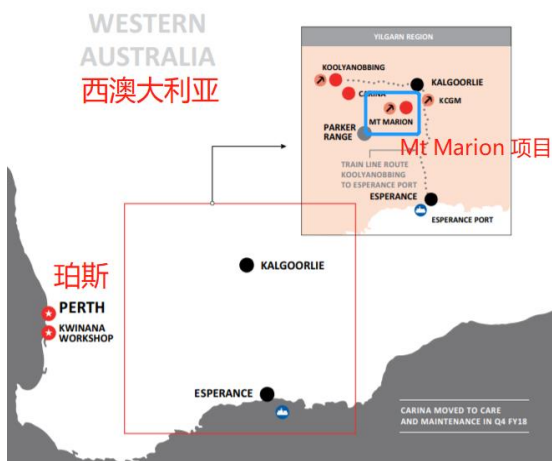 WESTERN
AUSTRALIA
西澳大利亚
YILGARN REGION
KOOLYANOBBING
KALGOORLIE
CARINA
KCGM
MT MARION
PARKER
RANGE
Mt Marion 项目
TRAIN LINE ROUTE
KOOLYANOBBING
TO ESPERANCE PORT
ESPERANCE
ESPERANCE PORT
珀斯
KALGOORLIE
PERTH
KWINANA
WORKSHOP
ESPERANCE
CARINA MOVED TO CARE
AND MAINTENANCE IN Q4 FY18